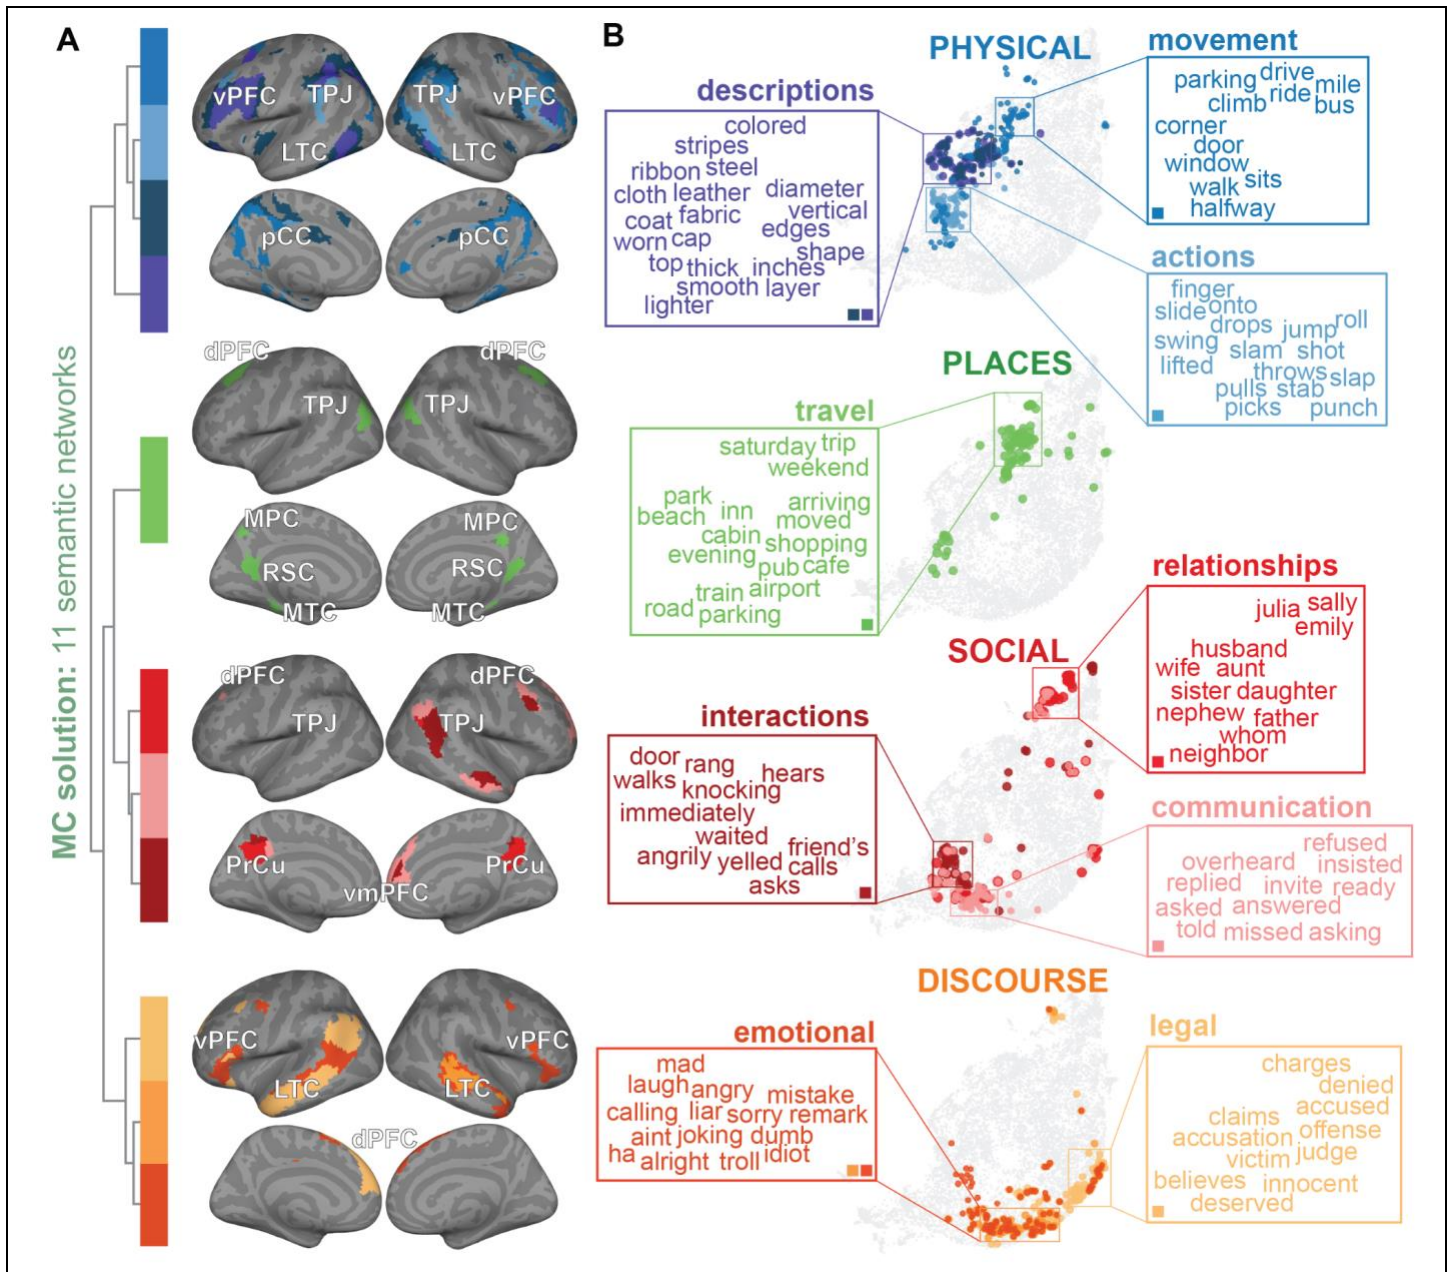 A
MC solution: 11 semantic networks
vPFC TPJ TPJ vPFC
LTC LTC
pCC pCC
dPFC dPFC
TPJ TPJ
MPC MPC
RSC RSC
MTC MTC
dPFC dPFC
TPJ TPJ
PrCu PrCu
vmPFC
vPFC vPFC
LTC LTC
dPFC
B
PHYSICAL
descriptions
colored
stripes
ribbon steel
cloth leather diameter
coat fabric vertical
worn cap edges
shape
top thick inches
smooth layer
lighter
movement
parking drive mile
climb ride bus
corner
door
window
walk sits
halfway
actions
finger
slide onto
drops jump roll
swing slam shot
lifted throws slap
pulls stab
picks punch
PLACES
travel
saturday trip
weekend
park inn arriving
beach moved
cabin shopping
evening pub cafe
train airport
road parking
SOCIAL
relationships
julia sally
emily
husband
wife aunt
sister daughter
nephew father
whom
neighbor
interactions
door rang hears
walks knocking
immediately
waited friend's
angrily yelled calls
asks
communication
refused
overheard insisted
replied invite ready
asked answered
told missed asking
DISCOURSE
emotional
mad
laugh angry mistake
calling liar sorry remark
aint joking dumb
ha alright troll idiot
legal
charges
denied
claims accused
accusation offense
victim judge
believes innocent
deserved